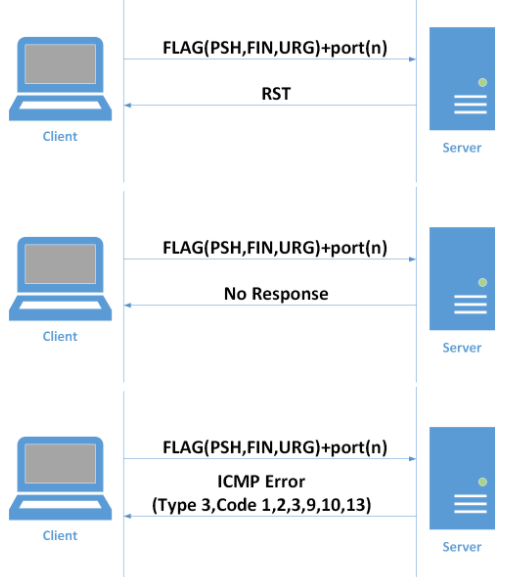 FLAG(PSH,FIN,URG)+port(n)
RST
Client
Server
FLAG(PSH,FIN,URG)+port(n)
No Response
Client
Server
FLAG(PSH,FIN,URG)+port(n)
ICMP Error
(Type 3,Code 1,2,3,9,10,13)
Client
Server